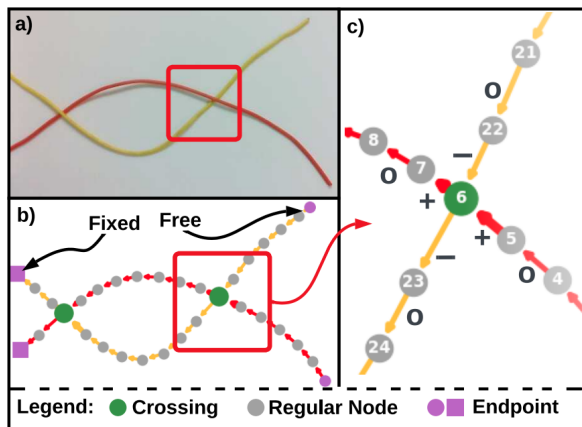 a)
b)
Fixed
Free
c)
21
O
22
−
8
7
O
6
+
+
5
O
4
−
23
O
24
Legend: Crossing Regular Node Endpoint